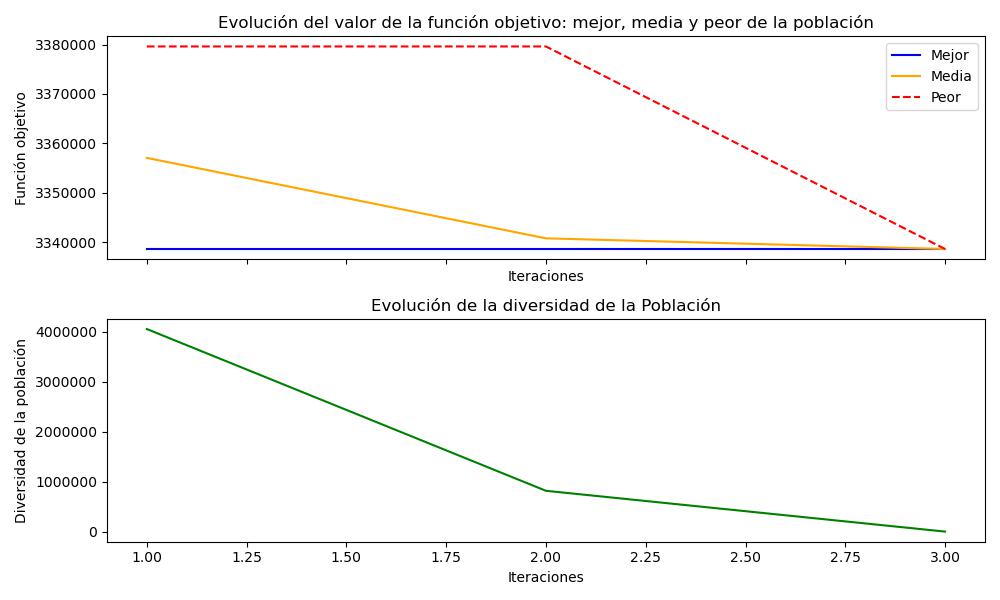 Evolución del valor de la función objetivo: mejor, media y peor de la población
3380000
3370000
3360000
3350000
3340000
Función objetivo
Mejor
Media
Peor
Iteraciones
Evolución de la diversidad de la Población
4000000
3000000
2000000
1000000
0
Diversidad de la población
1.00 1.25 1.50 1.75 2.00 2.25 2.50 2.75 3.00
Iteraciones